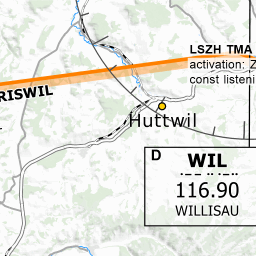 LSZH TMA
activation: Z
const listeni
RISWIL
Huttwil
D
WIL
116.90
WILLISAU